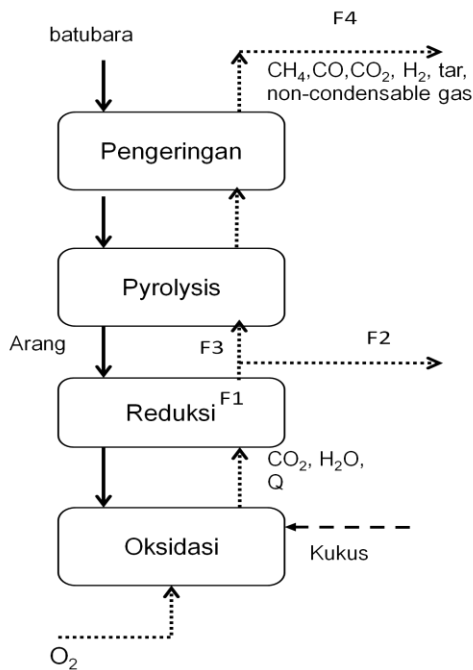 batubara
F4
CH₄,CO,CO₂, H₂, tar,
non-condensable gas
Pengeringan
Pyrolysis
Arang
F3
F2
Reduksi
F1
CO₂, H₂O,
Q
Oksidasi
Kukus
O₂